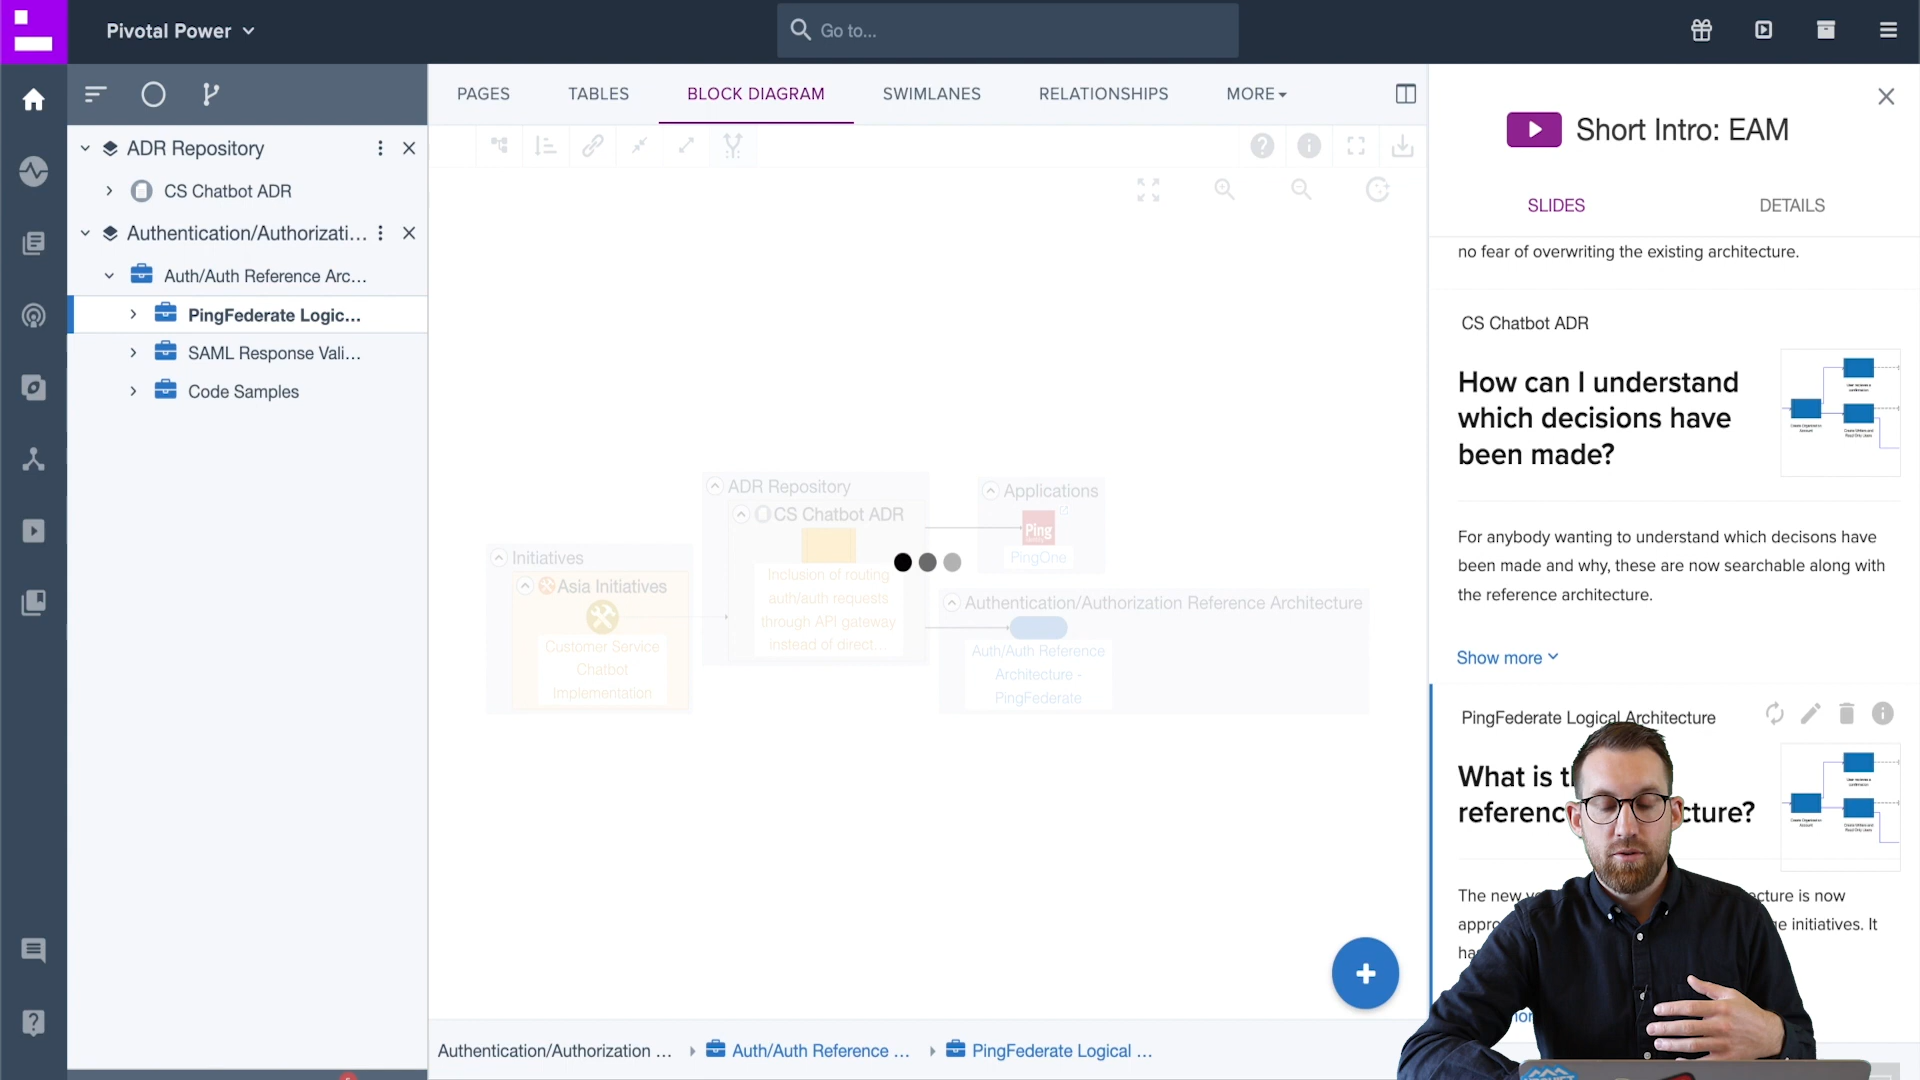 Pivotal Power
Go to...
ADR Repository
CS Chatbot ADR
Authentication/Authorizati...
Auth/Auth Reference Arc...
PingFederate Logic...
SAML Response Vali...
Code Samples
PAGES
TABLES
BLOCK DIAGRAM
SWIMLANES
RELATIONSHIPS
MORE
Initiatives
Asia Initiatives
Customer Service
Chatbot
Implementation
ADR Repository
CS Chatbot ADR
Inclusion of routing
auth/auth requests
through API gateway
instead of direct...
Applications
Ping
PingOne
Authentication/Authorization Reference Architecture
Auth/Auth Reference
Architecture -
PingFederate
Authentication/Authorization ...
Auth/Auth Reference ...
PingFederate Logical ...
Short Intro: EAM
SLIDES
DETAILS
no fear of overwriting the existing architecture.
CS Chatbot ADR
How can I understand
which decisions have
been made?
For anybody wanting to understand which decisons have
been made and why, these are now searchable along with
the reference architecture.
Show more
PingFederate Logical Architecture
What is
cture?
The new
is now
initiatives. It